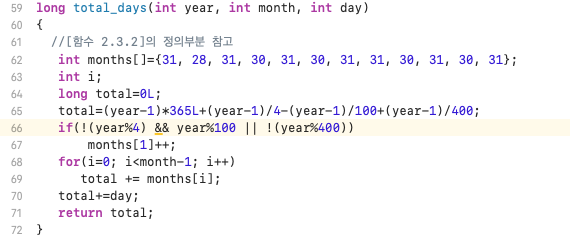 59 long total_days(int year, int month, int day)
60 {
61 //[함수 2.3.2]의 정의부분 참고
62 int months[]={31, 28, 31, 30, 31, 30, 31, 31, 30, 31, 30, 31};
63 int i;
64 long total=0L;
65 total=(year-1)*365L+(year-1)/4-(year-1)/100+(year-1)/400;
66 if(!(year%4) && year%100 || !(year%400))
67 months[1]++;
68 for(i=0; i<month-1; i++)
69 total += months[i];
70 total+=day;
71 return total;
72 }